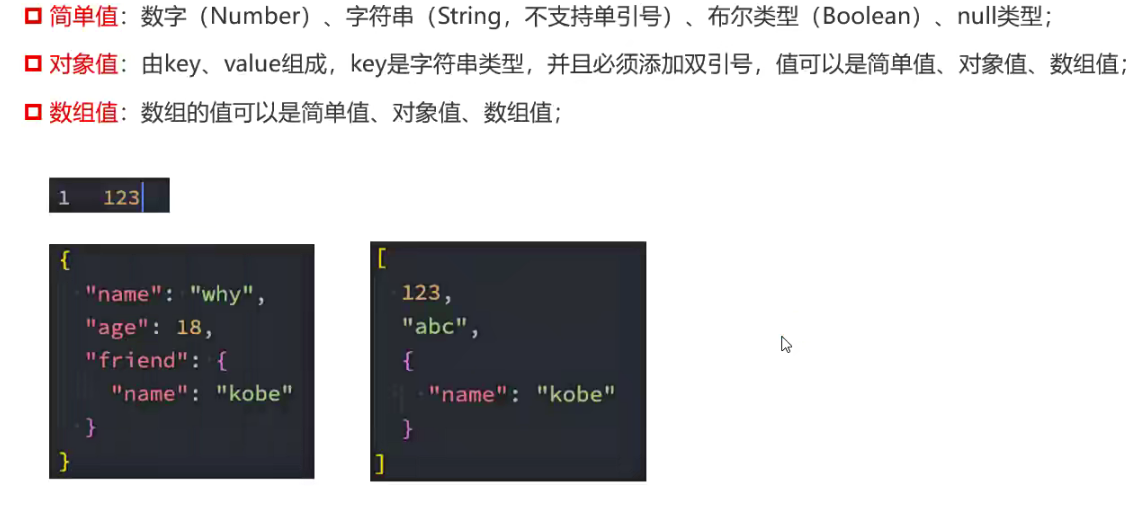 简单值：数字（Number）、字符串（String，不支持单引号）、布尔类型（Boolean）、null类型；
对象值：由key、value组成，key是字符串类型，并且必须添加双引号，值可以是简单值、对象值、数组值；
数组值：数组的值可以是简单值、对象值、数组值；
1 123
{
"name": "why",
"age": 18,
"friend": {
"name": "kobe"
}
}
[
123,
"abc",
{
"name": "kobe"
}
]